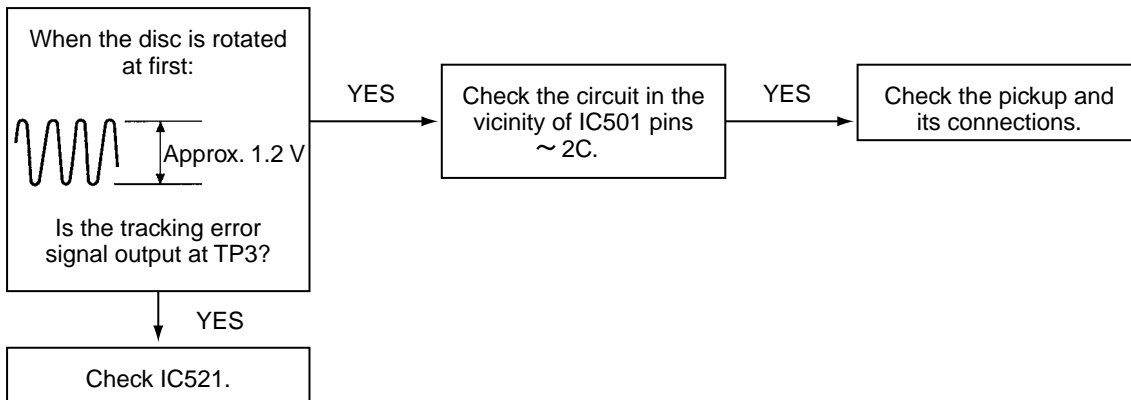 When the disc is rotated
at first:
Approx. 1.2 V
Is the tracking error
signal output at TP3?
YES
Check the circuit in the
vicinity of IC501 pins
~ 2C.
YES
Check the pickup and
its connections.
YES
Check IC521.